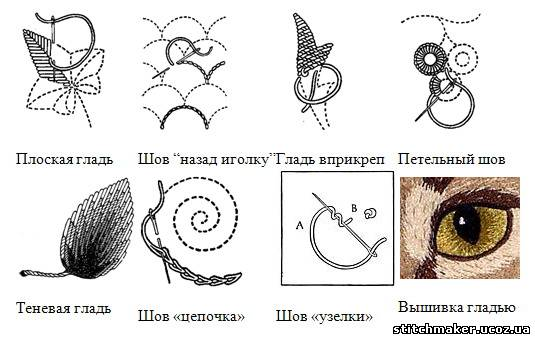 Плоская гладь
Шов “назад иголку”
Гладь вприкреп
Петельный шов
A
B
Теневая гладь
Шов «цепочка»
Шов «узелки»
Вышивка гладью
stitchmaker.ucoz.ua